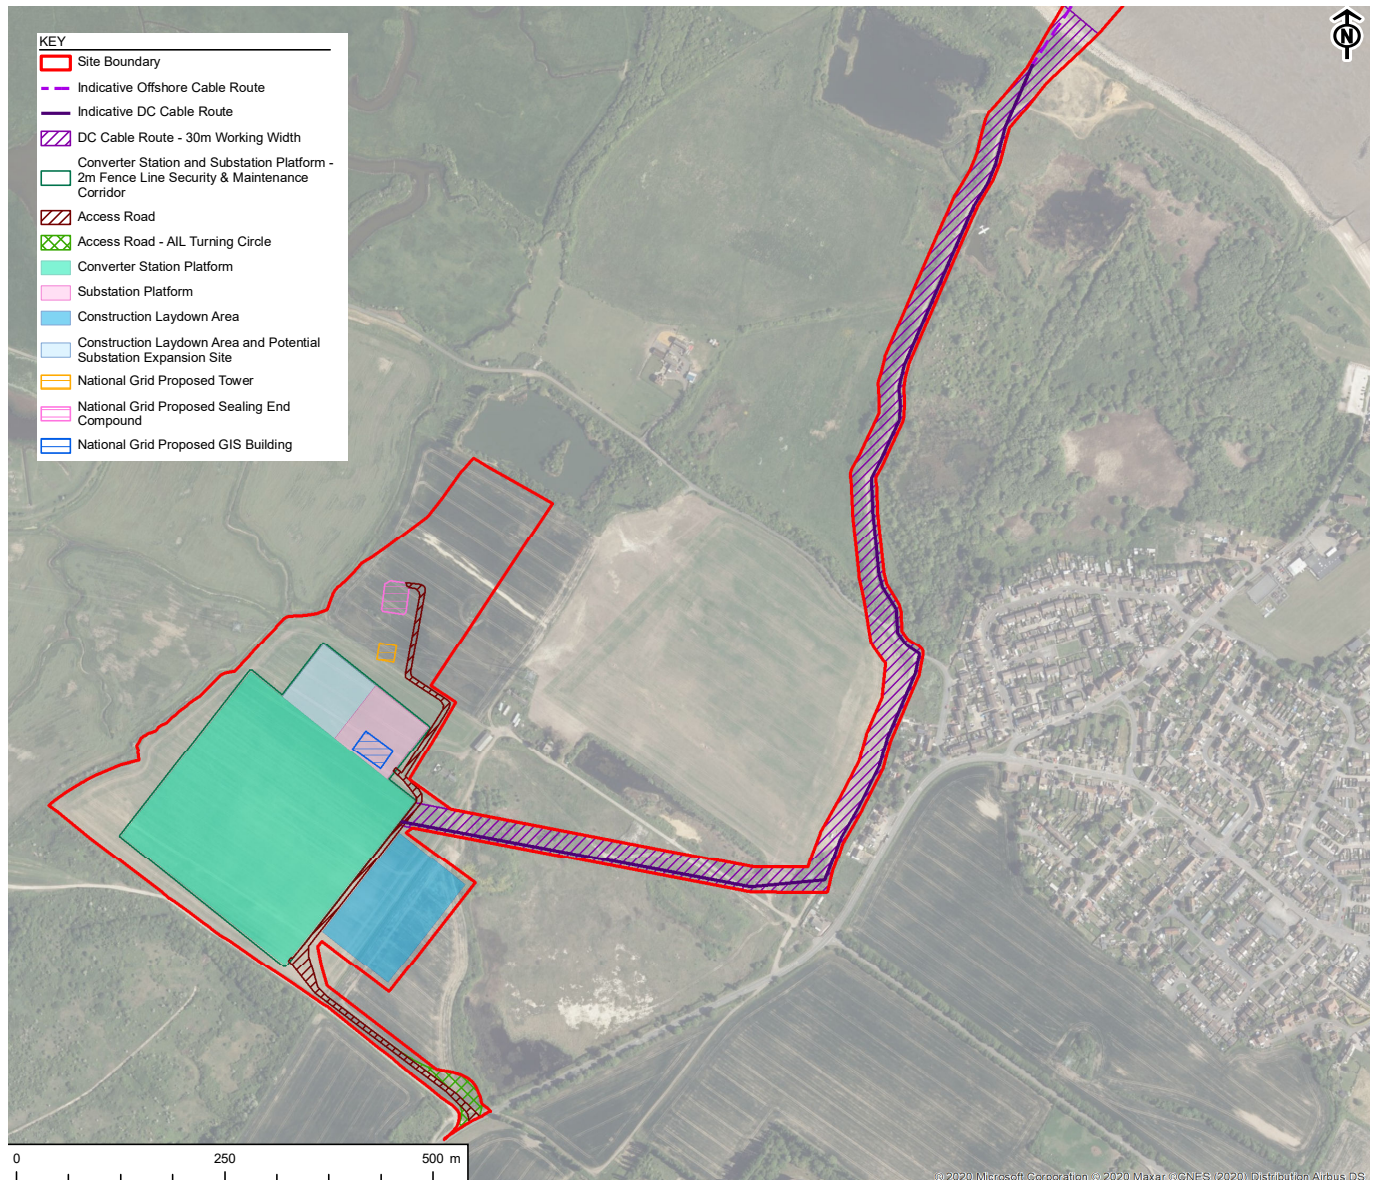 KEY
Site Boundary
Indicative Offshore Cable Route
Indicative DC Cable Route
DC Cable Route - 30m Working Width
Converter Station and Substation Platform -
2m Fence Line Security & Maintenance
Corridor
Access Road
Access Road - AIL Turning Circle
Converter Station Platform
Substation Platform
Construction Laydown Area
Construction Laydown Area and Potential
Substation Expansion Site
National Grid Proposed Tower
National Grid Proposed Sealing End
Compound
National Grid Proposed GIS Building
N
0 250 500 m
© 2020 Microsoft Corporation © 2020 Maxar ©CNES (2020) Distribution Airbus DS